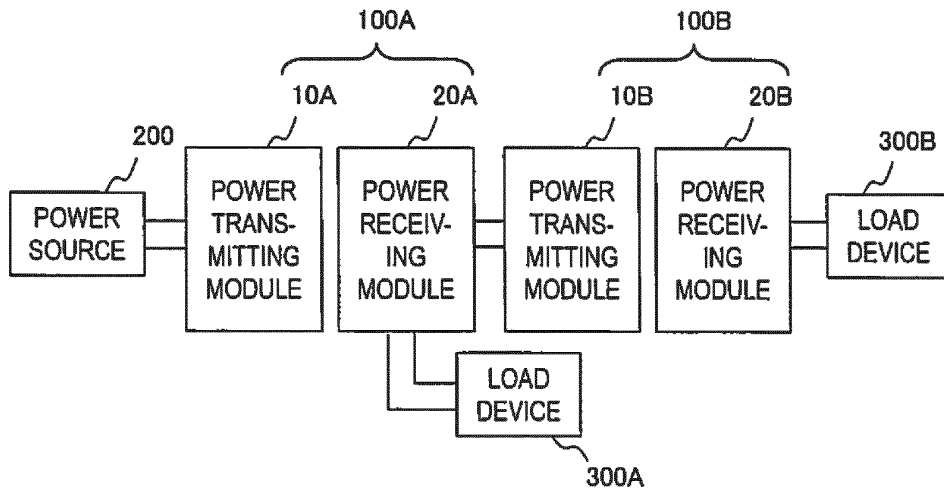 100A
100B
10A
20A
10B
20B
200
300B
POWER
SOURCE
POWER
TRANS-
MITTING
MODULE
POWER
RECEIV-
ING
MODULE
POWER
TRANS-
MITTING
MODULE
POWER
RECEIV-
ING
MODULE
LOAD
DEVICE
LOAD
DEVICE
300A